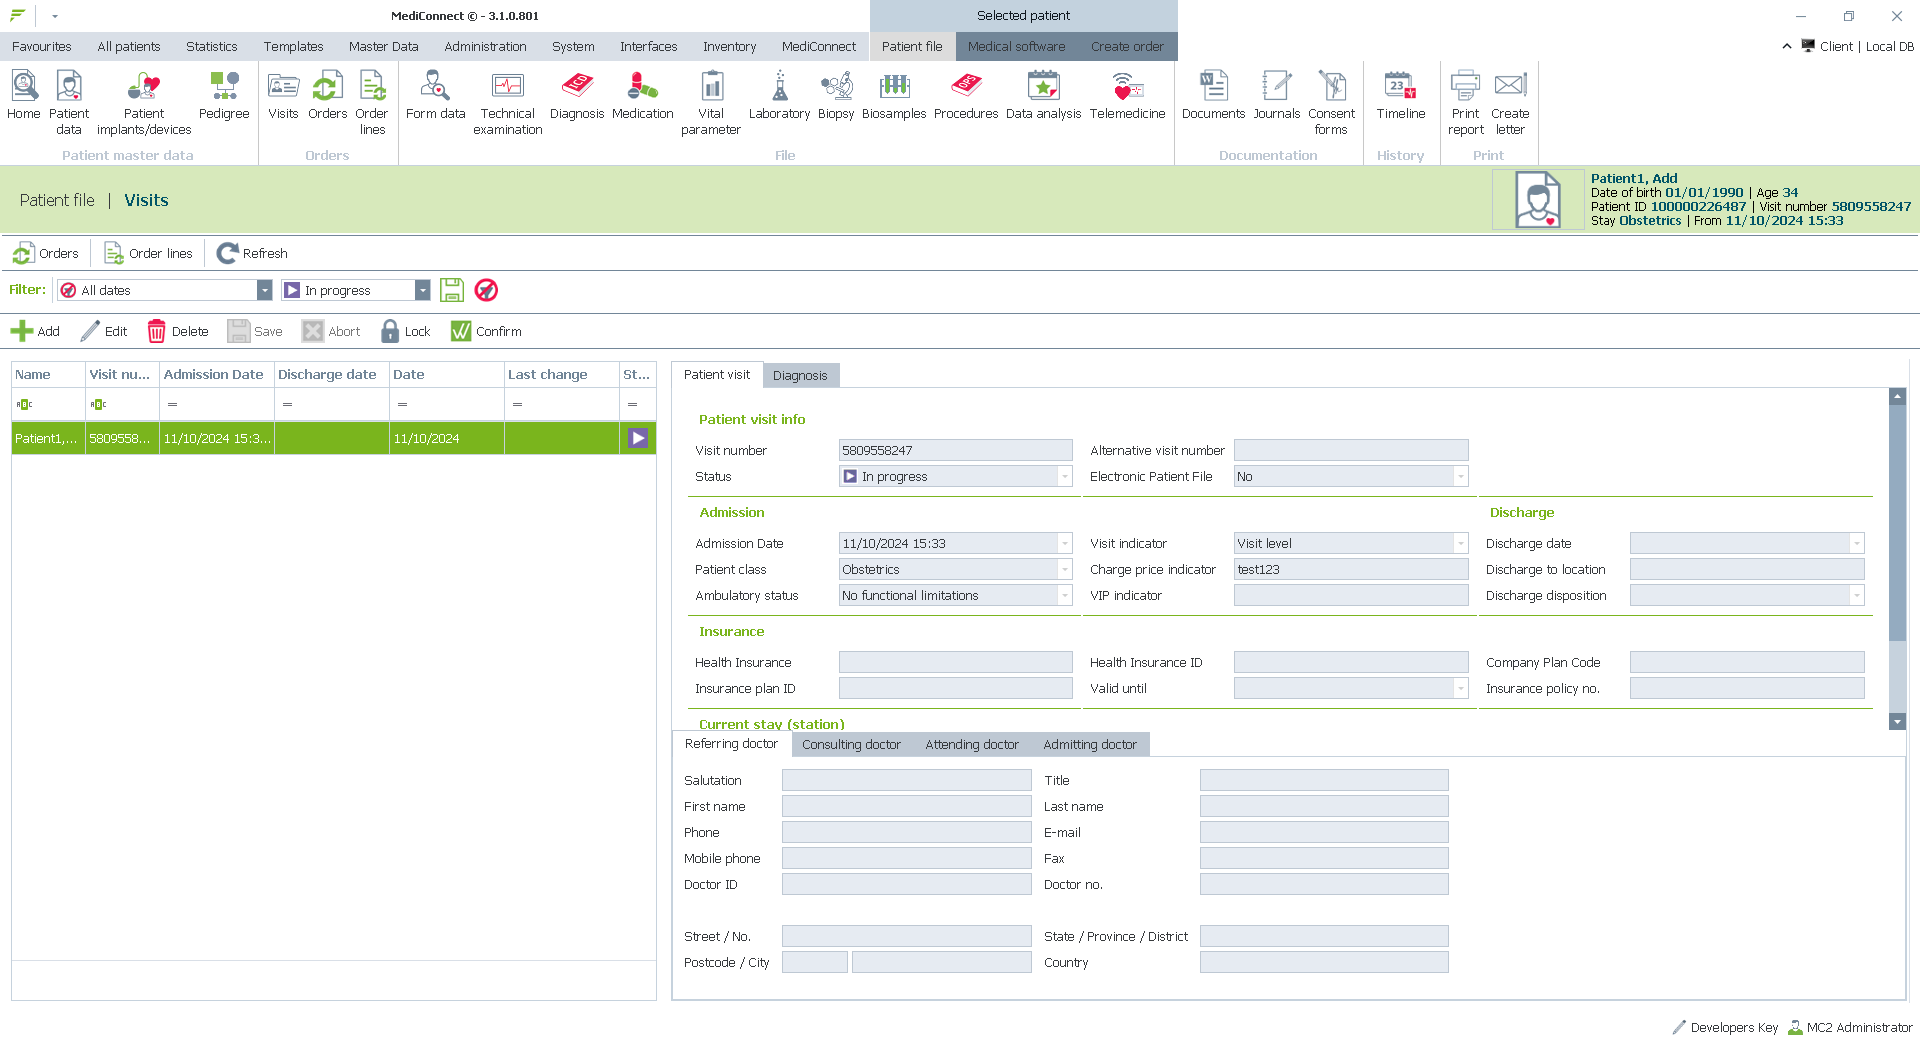 MediConnect © - 3.1.0.801
Selected patient
Favourites All patients Statistics Templates Master Data Administration System Interfaces Inventory MediConnect Patient file Medical software Create order
Client | Local DB
Home Patient data Patient implants/devices Pedigree Visits Orders Order lines Form data Technical examination Diagnosis Medication Vital parameter Laboratory Biopsy Biosamples Procedures Data analysis Telemedicine Documents Journals Consent forms Timeline Print report Create letter
Patient master data Orders File Documentation History Print
Patient file | Visits
Patient1, Add
Date of birth 01/01/1990 | Age 34
Patient ID 100000226487 | Visit number 5809558247
Stay Obstetrics | From 11/10/2024 15:33
Orders Order lines Refresh
Filter: All dates In progress
Add Edit Delete Save Abort Lock Confirm
Name Visit nu... Admission Date Discharge date Date Last change St...
ABC ABC = = = = =
Patient1,... 5809558... 11/10/2024 15:3... 11/10/2024
Patient visit Diagnosis
Patient visit info
Visit number 5809558247 Alternative visit number
Status In progress Electronic Patient File No
Admission Discharge
Admission Date 11/10/2024 15:33 Visit indicator Visit level Discharge date
Patient class Obstetrics Charge price indicator test123 Discharge to location
Ambulatory status No functional limitations VIP indicator Discharge disposition
Insurance
Health Insurance Health Insurance ID Company Plan Code
Insurance plan ID Valid until Insurance policy no.
Current stay (station)
Referring doctor Consulting doctor Attending doctor Admitting doctor
Salutation Title
First name Last name
Phone E-mail
Mobile phone Fax
Doctor ID Doctor no.
Street / No. State / Province / District
Postcode / City Country
Developers Key MC2 Administrator